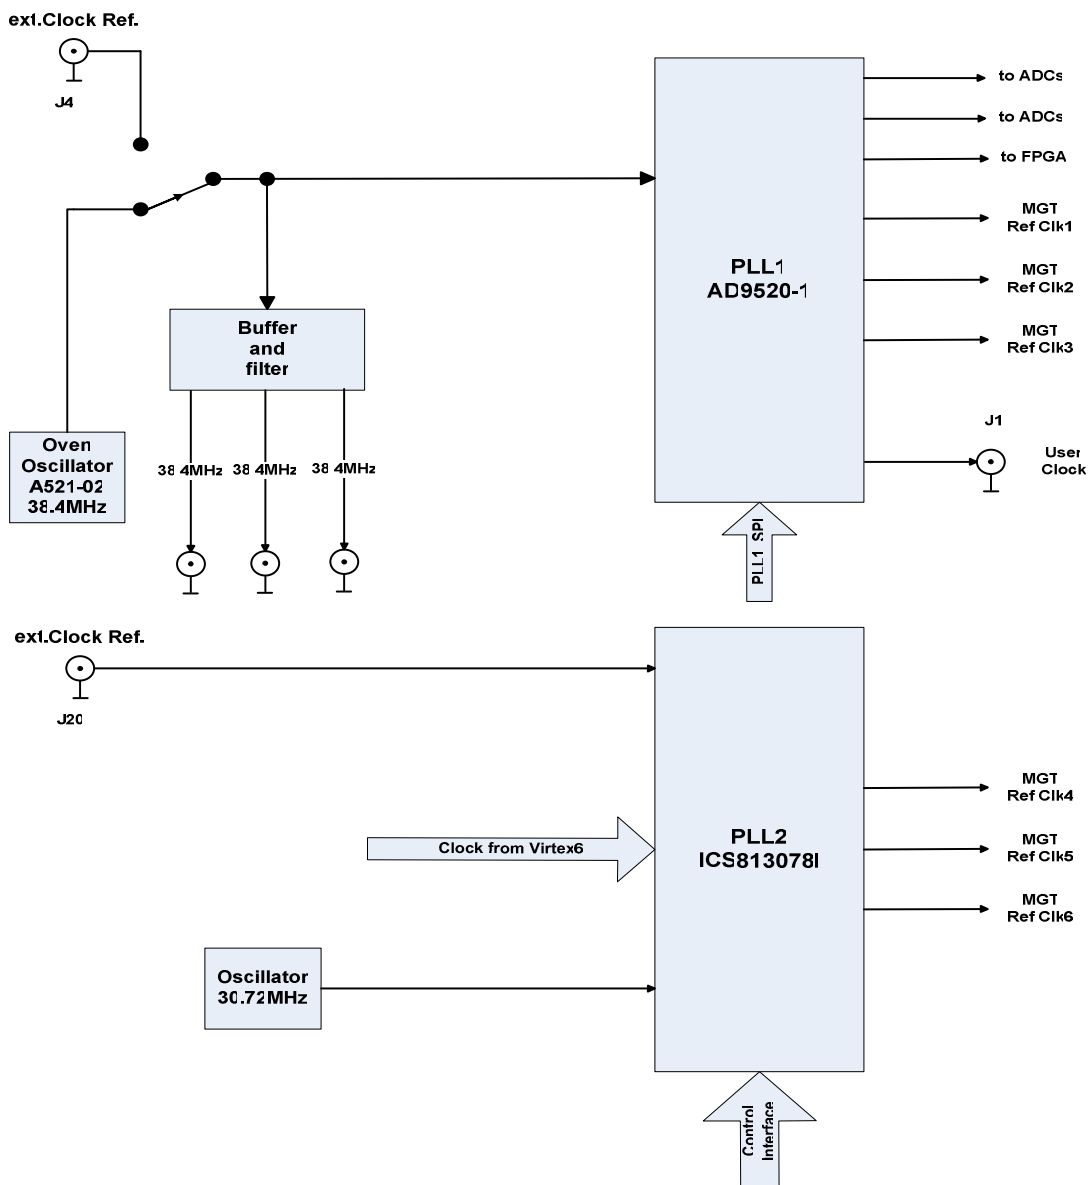 ext.Clock Ref.
J4
to ADCs
to ADCs
to FPGA
MGT
Ref Clk1
MGT
Ref Clk2
MGT
Ref Clk3
PLL1
AD9520-1
Buffer
and
filter
J1
User
Clock
Oven
Oscillator
A521-02
38.4MHz
38.4MHz
38.4MHz
38.4MHz
PLL1 SPI
ext.Clock Ref.
J20
MGT
Ref Clk4
PLL2
ICS813078I
Clock from Virtex6
MGT
Ref Clk5
MGT
Ref Clk6
Oscillator
30.72MHz
Control
Interface